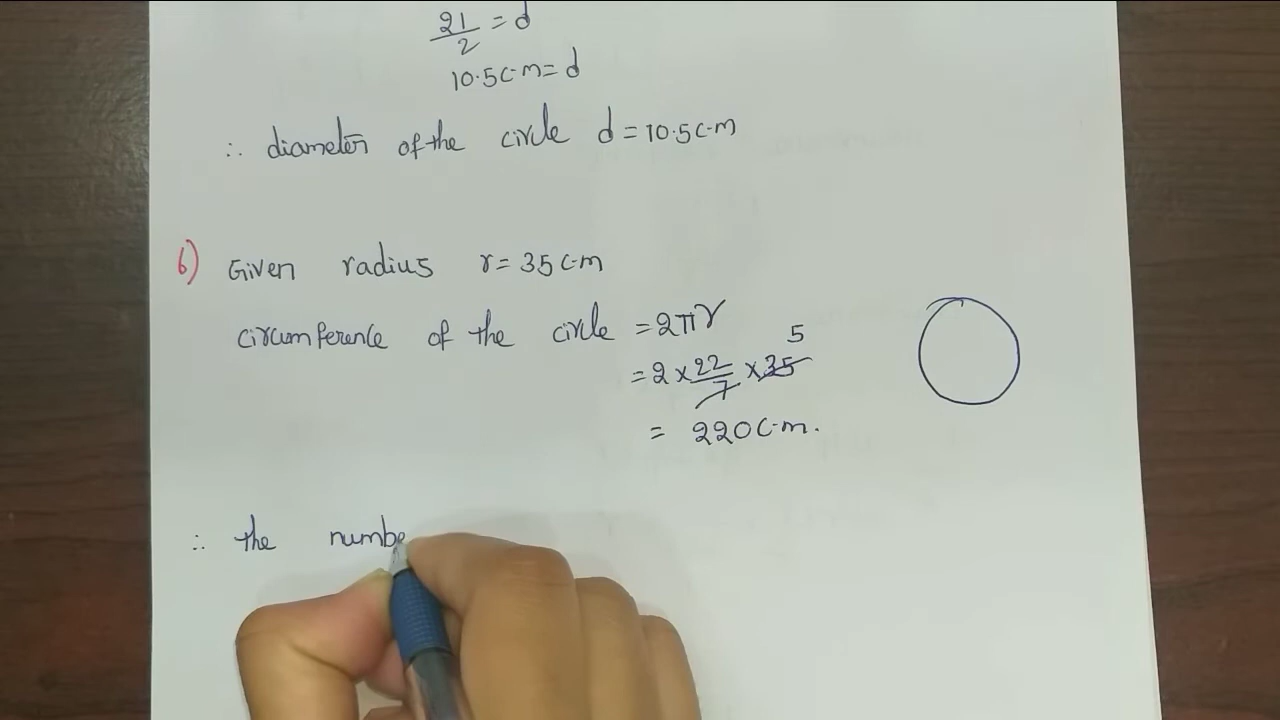 21/2 = d
10.5c.m = d
∴ diameter of the circle d = 10.5c.m
6) Given radius r = 35c.m
circumference of the circle = 2πr
= 2 × 22/7 × 35 5
= 220c.m.
∴ the numbe